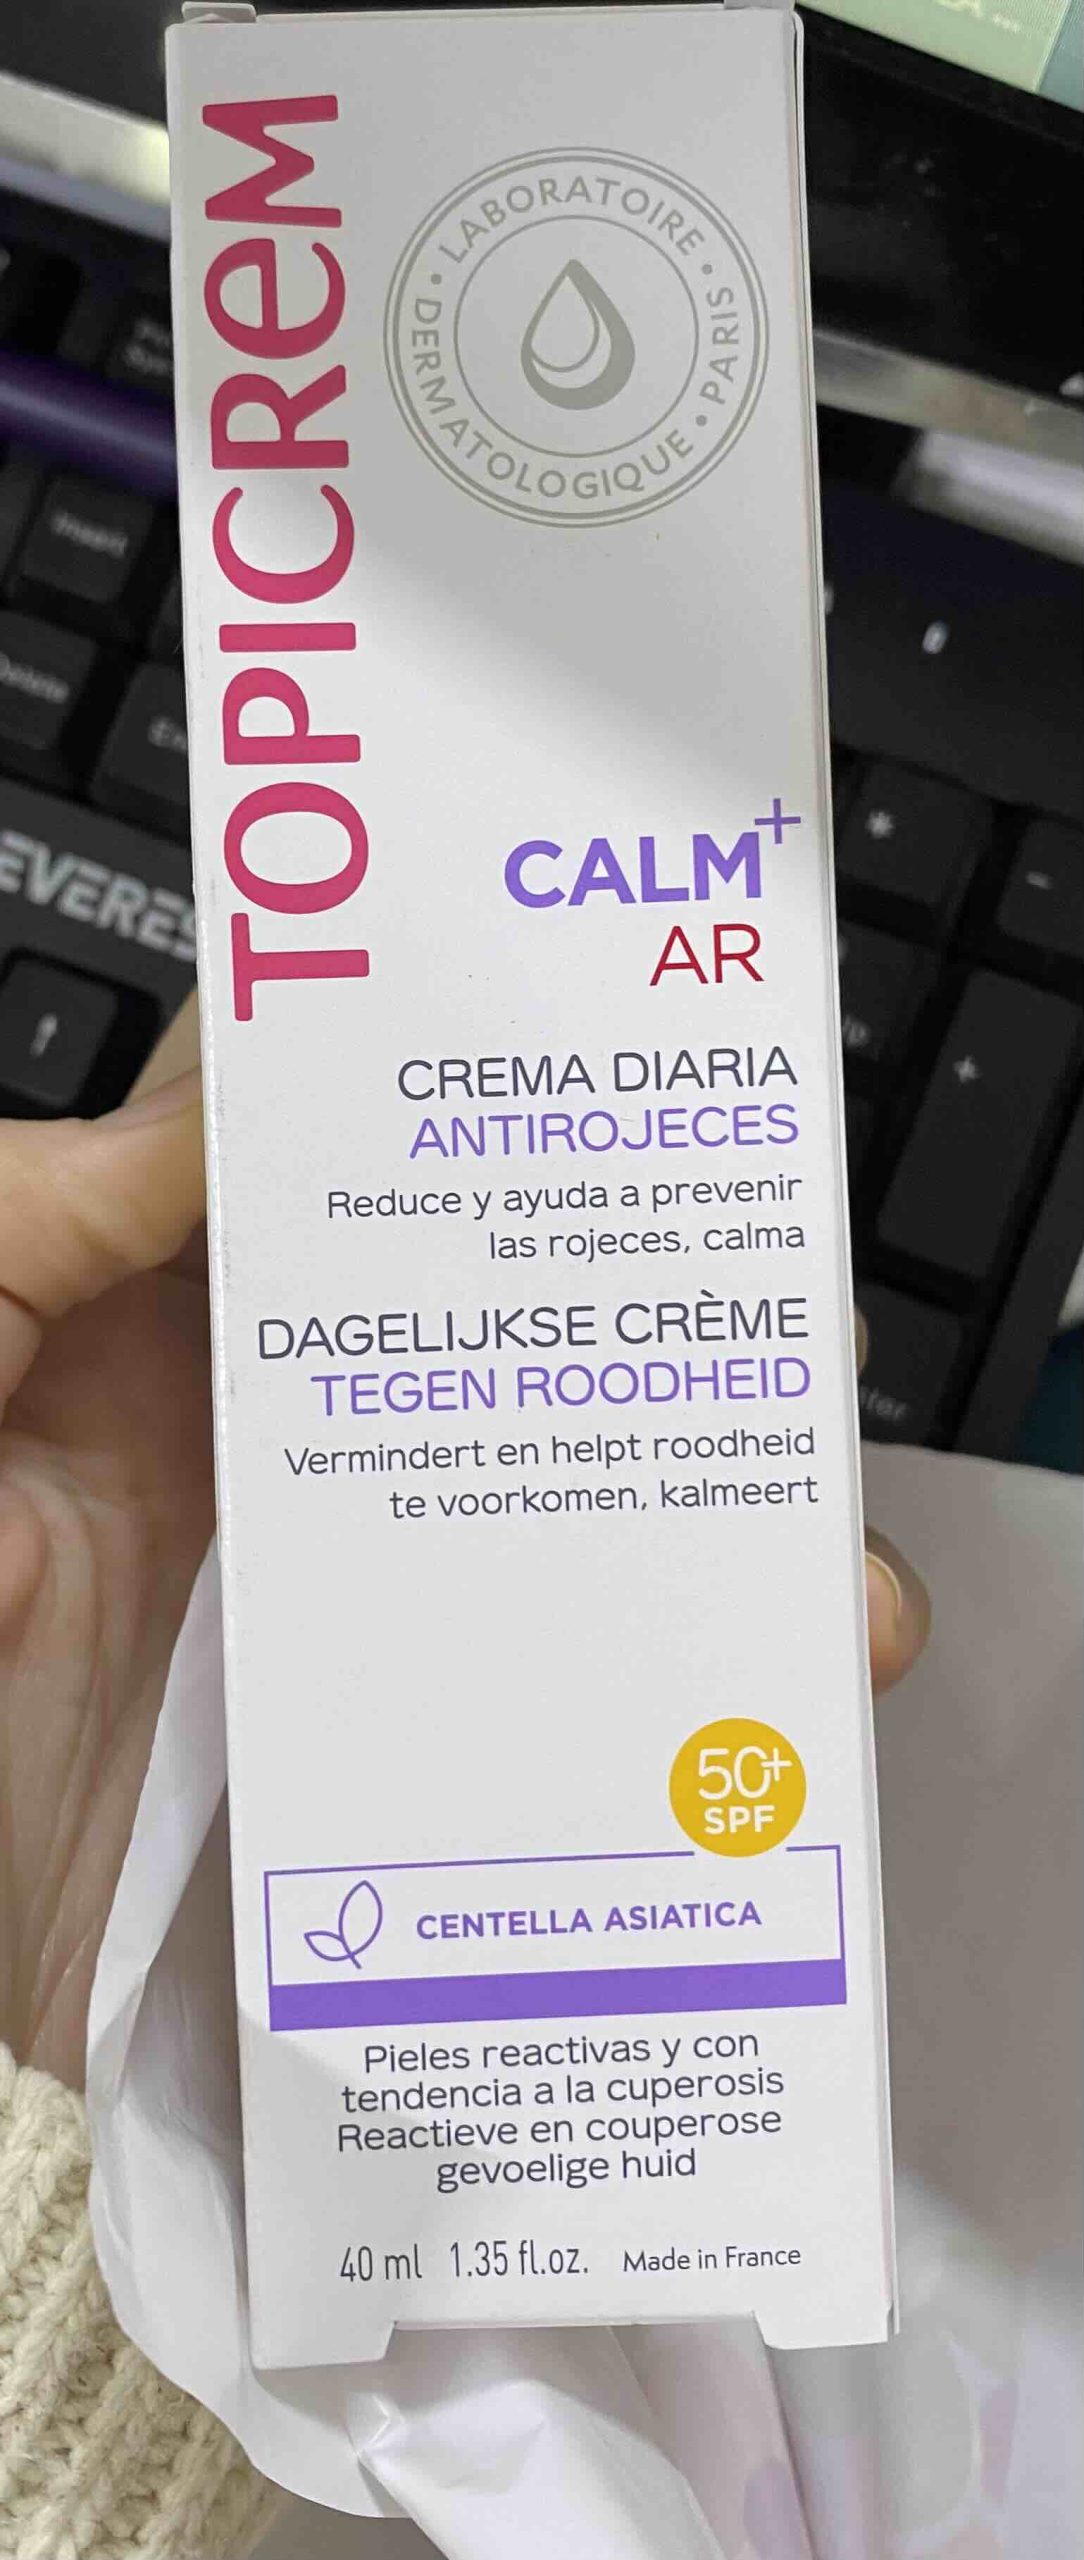 TOPICREM
LABORATOIRE • PARIS • DERMATOLOGIQUE •
CALM+
AR
CREMA DIARIA
ANTIROJECES
Reduce y ayuda a prevenir
las rojeces, calma
DAGELIJKSE CRÈME
TEGEN ROODHEID
Vermindert en helpt roodheid
te voorkomen, kalmeert
50+
SPF
CENTELLA ASIATICA
Pieles reactivas y con
tendencia a la cuperosis
Reactieve en couperose
gevoelige huid
40 ml 1.35 fl.oz. Made in France
Insert
*
-
+